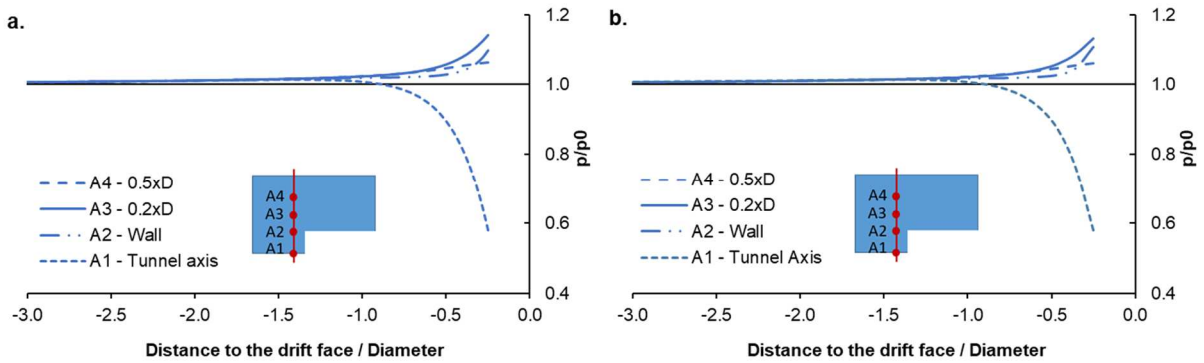 a.
1.2
1.0
0.8
0.6
0.4
p/p0
A4 - 0.5xD
A3 - 0.2xD
A2 - Wall
A1 - Tunnel axis
A4
A3
A2
A1
-3.0 -2.5 -2.0 -1.5 -1.0 -0.5 0.0
Distance to the drift face / Diameter
b.
1.2
1.0
0.8
0.6
0.4
p/p0
A4 - 0.5xD
A3 - 0.2xD
A2 - Wall
A1 - Tunnel Axis
A4
A3
A2
A1
-3.0 -2.5 -2.0 -1.5 -1.0 -0.5 0.0
Distance to the drift face / Diameter